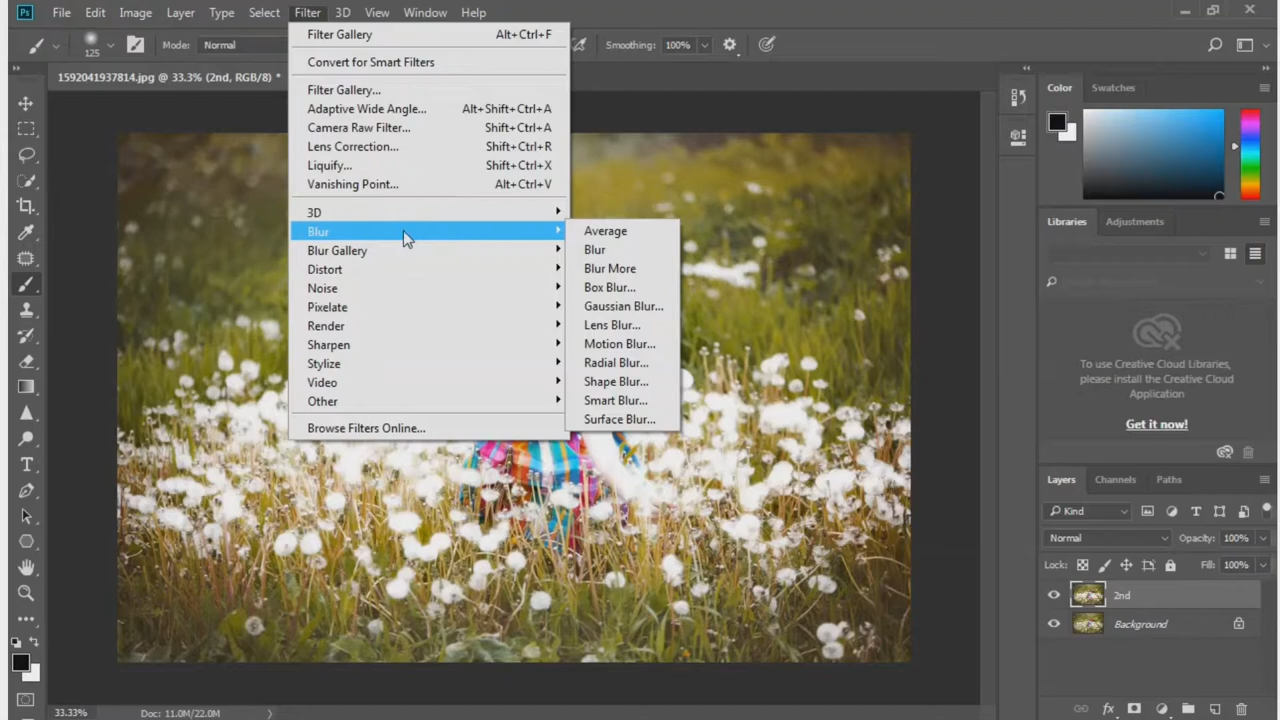 Ps File Edit Image Layer Type Select Filter 3D View Window Help
125 Mode: Normal Smoothing: 100%
1592041937814.jpg @ 33.3% (2nd, RGB/8) *
Filter Gallery Alt+Ctrl+F
Convert for Smart Filters
Filter Gallery...
Adaptive Wide Angle... Alt+Shift+Ctrl+A
Camera Raw Filter... Shift+Ctrl+A
Lens Correction... Shift+Ctrl+R
Liquify... Shift+Ctrl+X
Vanishing Point... Alt+Ctrl+V
3D
Blur
Blur Gallery
Distort
Noise
Pixelate
Render
Sharpen
Stylize
Video
Other
Browse Filters Online...
Average
Blur
Blur More
Box Blur...
Gaussian Blur...
Lens Blur...
Motion Blur...
Radial Blur...
Shape Blur...
Smart Blur...
Surface Blur...
Color Swatches
Libraries Adjustments
To use Creative Cloud Libraries,
please install the Creative Cloud
Application
Get it now!
Layers Channels Paths
Kind
Normal Opacity: 100%
Lock: Fill: 100%
2nd
Background
33.33% Doc: 11.0M/22.0M